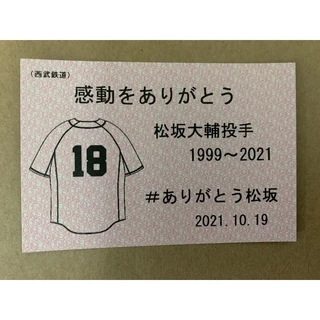 (西武鉄道)
感動をありがとう
松坂大輔投手
1999～2021
18
#ありがとう松坂
2021.10.19